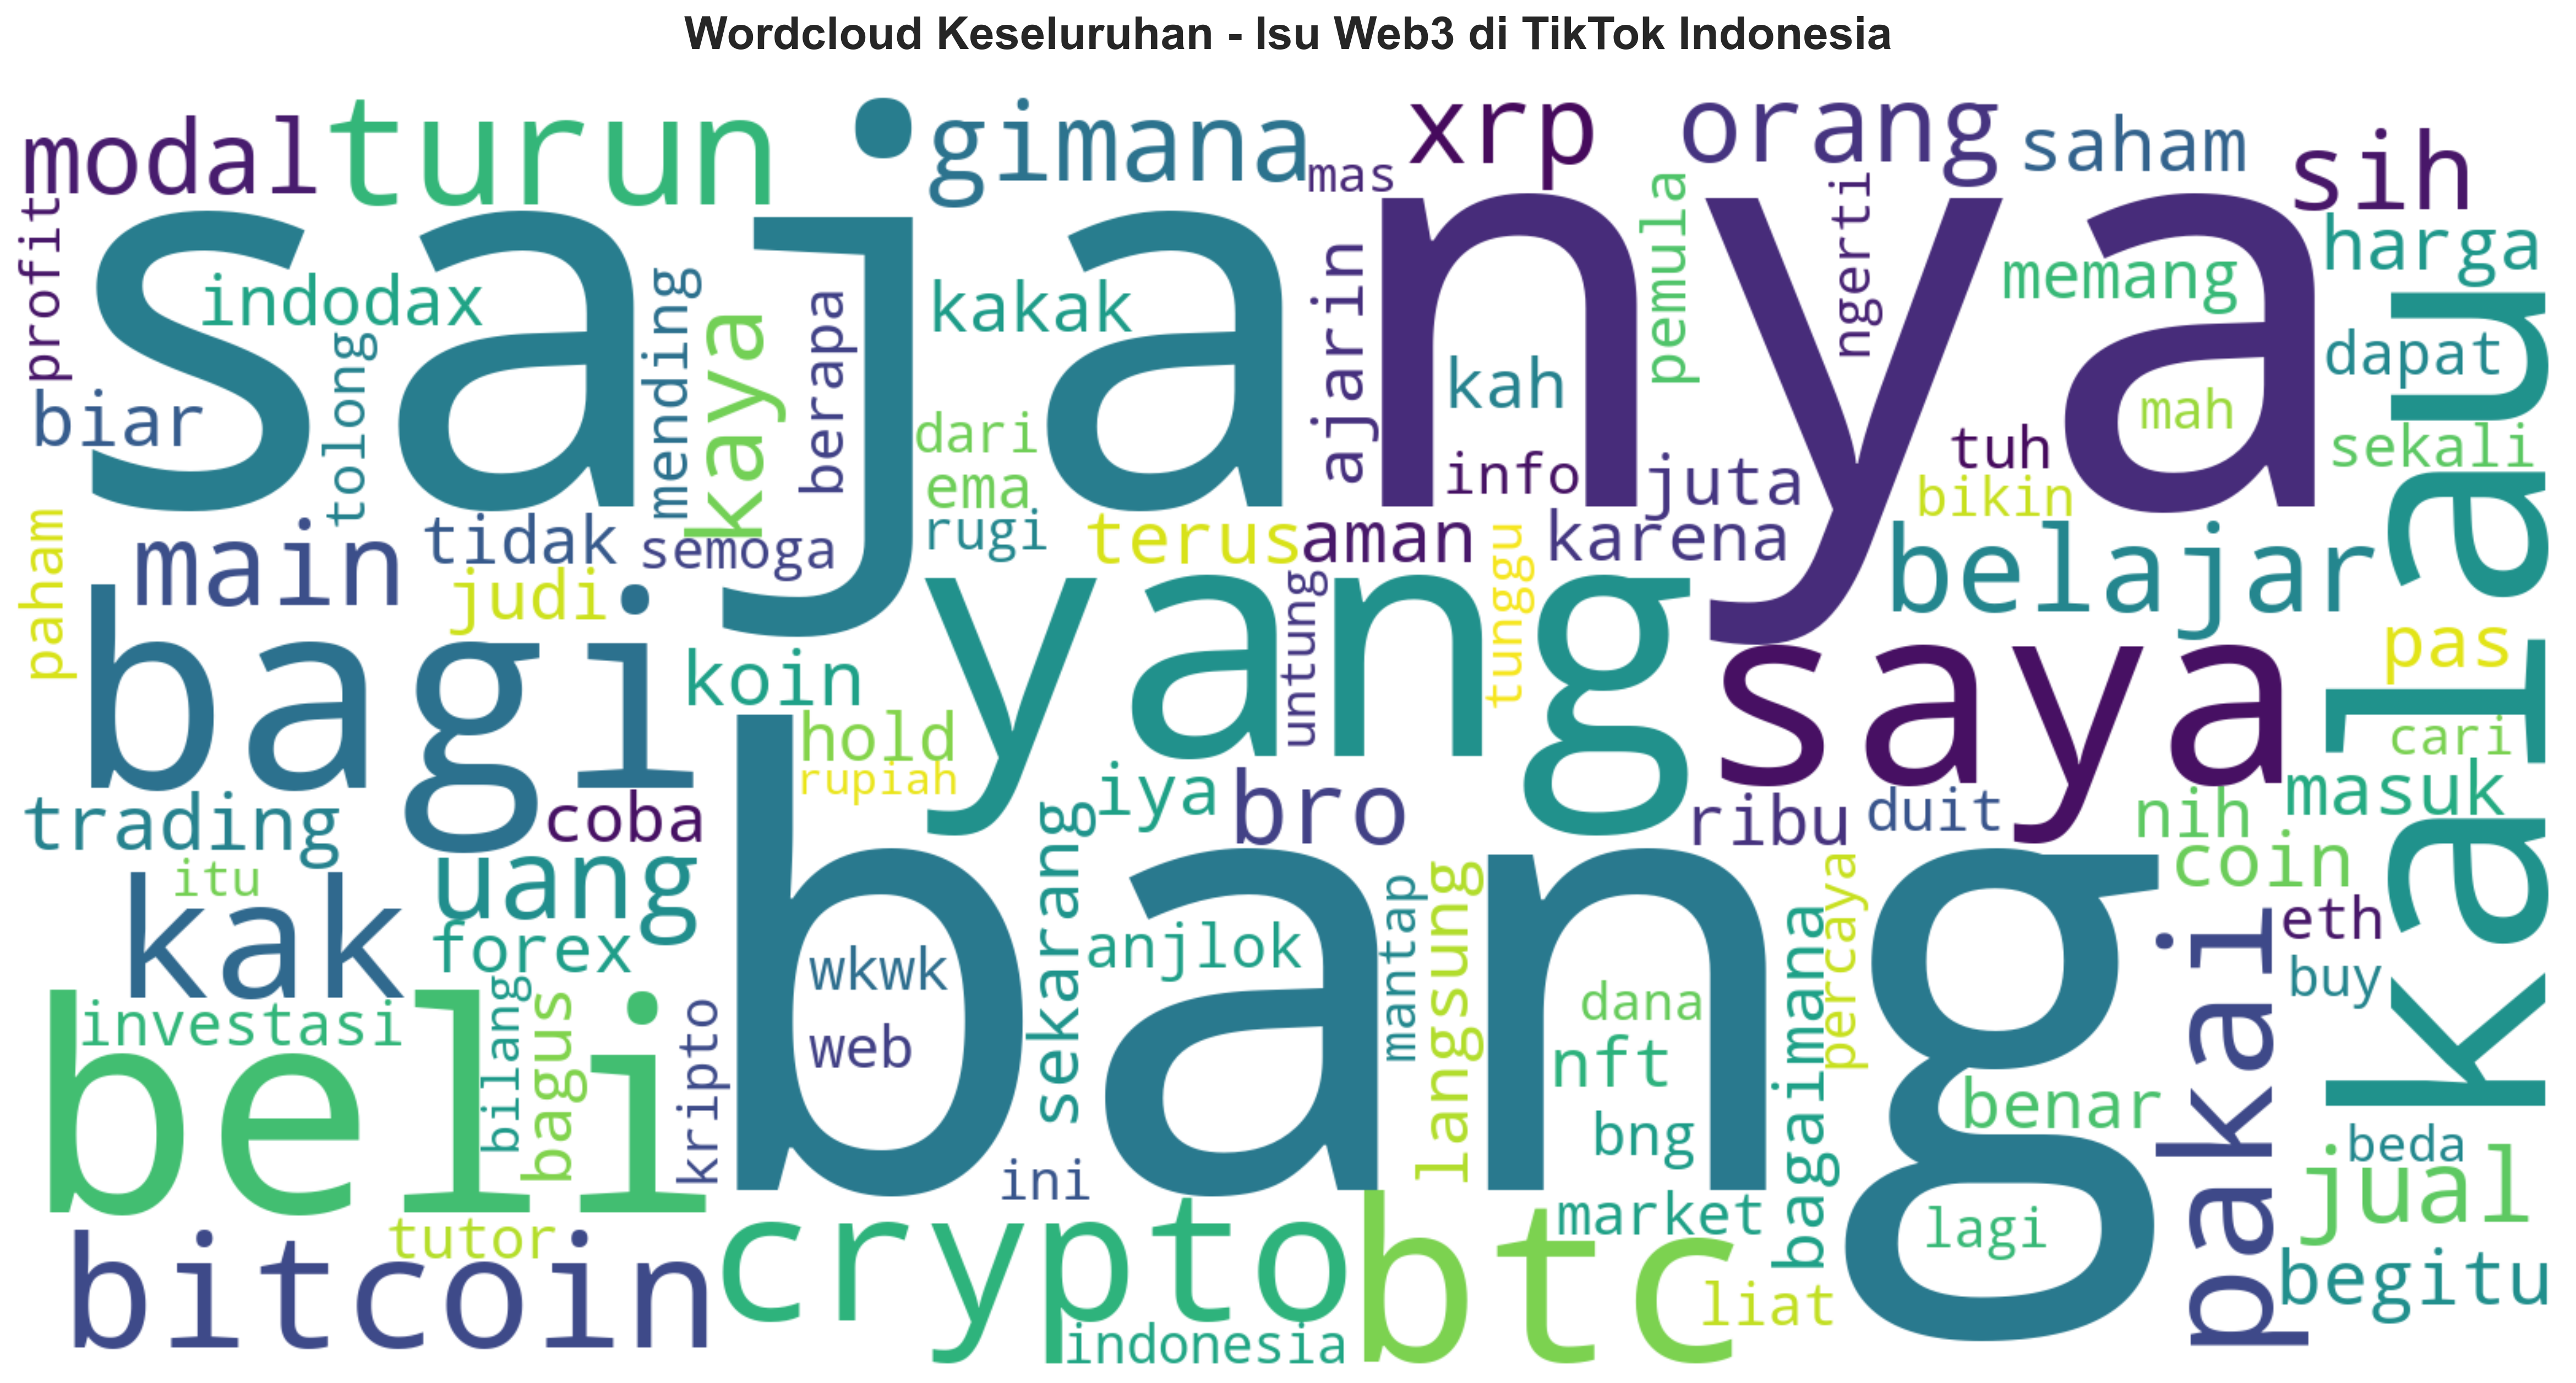 Wordcloud Keseluruhan - Isu Web3 di TikTok Indonesia
modal
turun
gimana
mas
xrp
orang
saham
sih
profit
saja
nya
indodax
kakak
pemula
ngerti
memang
harga
kalau
biar
tolong
mending
kaya
berapa
dari
ajarin
kah
mah
dapat
ema
info
juta
tuh
bikin
sekali
paham
main
tidak
semoga
rugi
terus
aman
karena
belajar
judi
bagi
yang
untung
tunggu
saya
pas
koin
hold
rupiah
cari
trading
coba
iya
bro
ribu
duit
nih
masuk
itu
kak
uang
bang
sekarang
percaya
coin
forex
wkwk
anjlok
mantap
langsung
bagaimana
pakai
eth
investasi
beli
bilang
bagus
kripto
web
dana
nft
buy
bng
benar
beda
ini
market
lagi
jual
bitcoin
tutor
crypto
btc
liat
begitu
indonesia